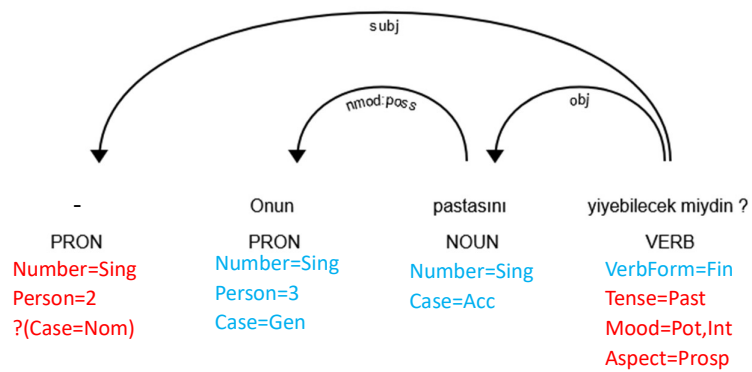 subj
nmod:poss obj
- Onun pastasını yiyebilecek miydin ?
PRON PRON NOUN VERB
Number=Sing Number=Sing Number=Sing VerbForm=Fin
Person=2 Person=3 Case=Acc Tense=Past
?(Case=Nom) Case=Gen Mood=Pot,Int
Aspect=Prosp